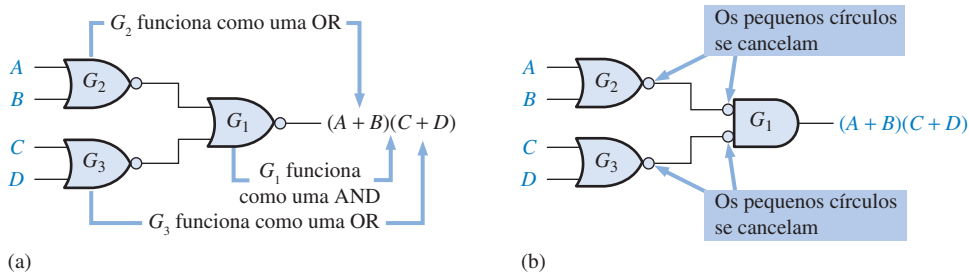 G₂ funciona como uma OR
A
B
G₂
C
D
G₃
G₁
(A + B)(C + D)
G₁ funciona
como uma AND
G₃ funciona como uma OR
(a)
Os pequenos círculos
se cancelam
A
B
G₂
C
D
G₃
G₁
(A + B)(C + D)
Os pequenos círculos
se cancelam
(b)